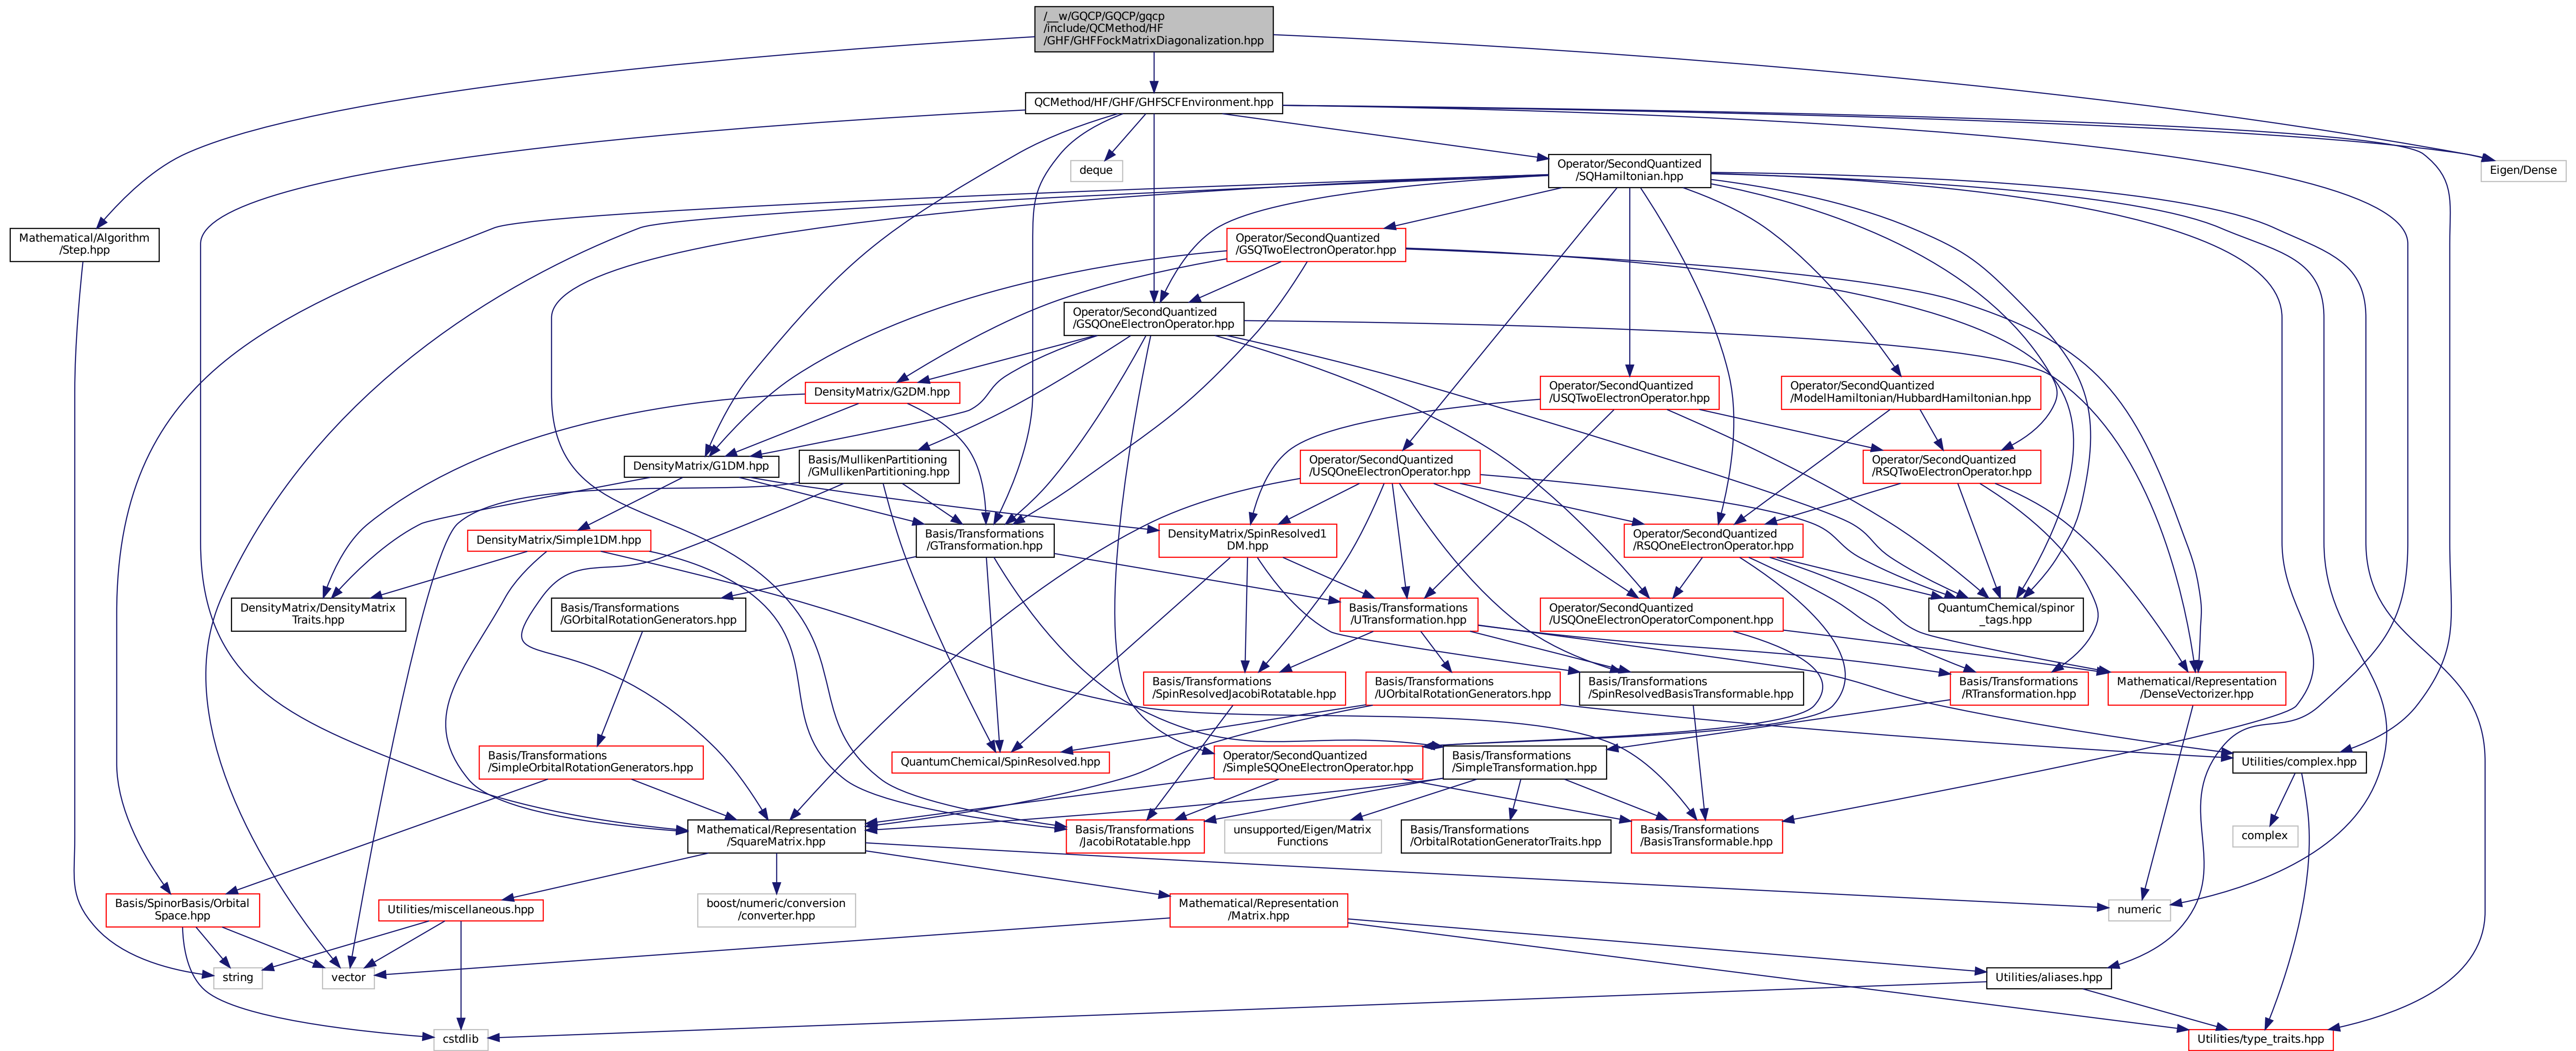 /__w/GQCP/GQCP/gqcp
/include/QCMethod/HF
/GHF/GHFFockMatrixDiagonalization.hpp
QCMethod/HF/GHF/GHFSCFEnvironment.hpp
deque
Operator/SecondQuantized
/SQHamiltonian.hpp
Eigen/Dense
Mathematical/Algorithm
/Step.hpp
Operator/SecondQuantized
/GSQTwoElectronOperator.hpp
Operator/SecondQuantized
/GSQOneElectronOperator.hpp
DensityMatrix/G2DM.hpp
Operator/SecondQuantized
/USQTwoElectronOperator.hpp
Operator/SecondQuantized
/ModelHamiltonian/HubbardHamiltonian.hpp
DensityMatrix/G1DM.hpp
Basis/MullikenPartitioning
/GMullikenPartitioning.hpp
Operator/SecondQuantized
/USQOneElectronOperator.hpp
Operator/SecondQuantized
/RSQTwoElectronOperator.hpp
DensityMatrix/Simple1DM.hpp
Basis/Transformations
/GTransformation.hpp
DensityMatrix/SpinResolved1
DM.hpp
Operator/SecondQuantized
/RSQOneElectronOperator.hpp
DensityMatrix/DensityMatrix
Traits.hpp
Basis/Transformations
/GOrbitalRotationGenerators.hpp
Basis/Transformations
/UTransformation.hpp
Operator/SecondQuantized
/USQOneElectronOperatorComponent.hpp
QuantumChemical/spinor
_tags.hpp
Basis/Transformations
/SpinResolvedJacobiRotatable.hpp
Basis/Transformations
/UOrbitalRotationGenerators.hpp
Basis/Transformations
/SpinResolvedBasisTransformable.hpp
Basis/Transformations
/RTransformation.hpp
Mathematical/Representation
/DenseVectorizer.hpp
Basis/Transformations
/SimpleOrbitalRotationGenerators.hpp
QuantumChemical/SpinResolved.hpp
Operator/SecondQuantized
/SimpleSQOneElectronOperator.hpp
Basis/Transformations
/SimpleTransformation.hpp
Utilities/complex.hpp
Mathematical/Representation
/SquareMatrix.hpp
Basis/Transformations
/JacobiRotatable.hpp
unsupported/Eigen/Matrix
Functions
Basis/Transformations
/OrbitalRotationGeneratorTraits.hpp
Basis/Transformations
/BasisTransformable.hpp
complex
Basis/SpinorBasis/Orbital
Space.hpp
Utilities/miscellaneous.hpp
boost/numeric/conversion
/converter.hpp
Mathematical/Representation
/Matrix.hpp
numeric
string
vector
Utilities/aliases.hpp
cstdlib
Utilities/type_traits.hpp